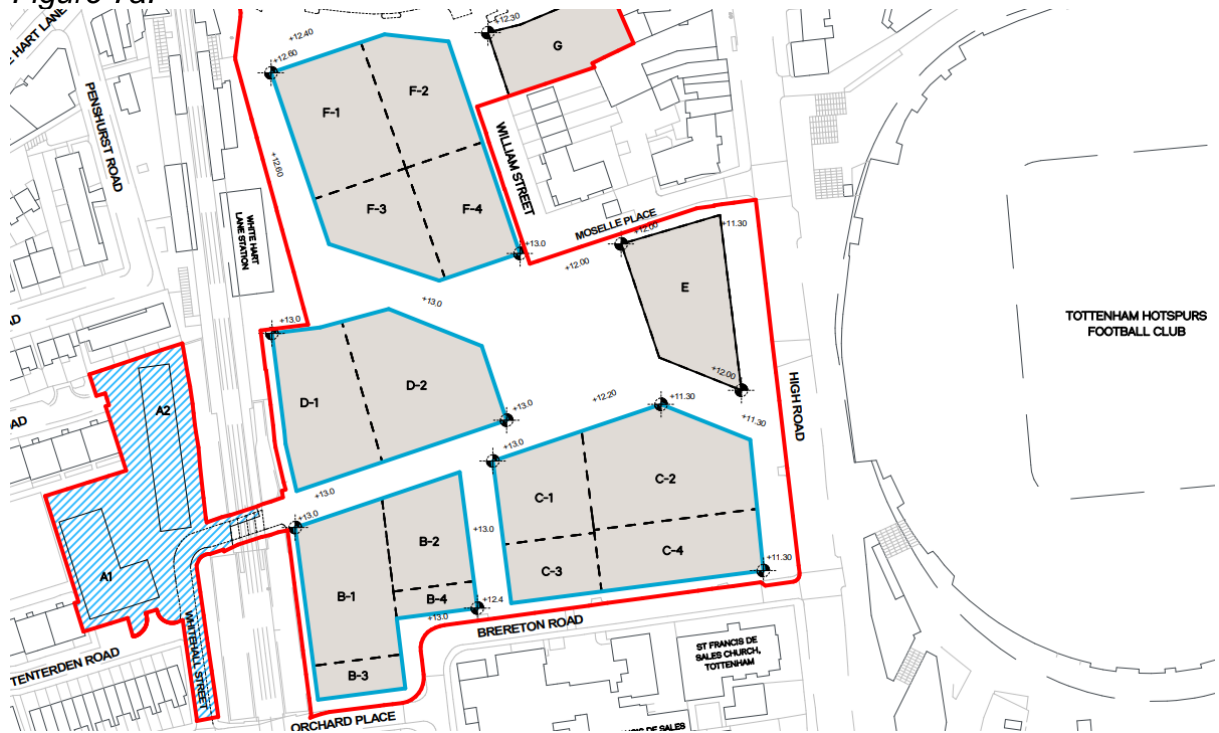 +12.30
+12.40
+12.60
G
F-2
F-1
PENSHURST ROAD
WILLIAM STREET
+12.60
F-3
F-4
WHITE HART
LANE STATION
MOSELLE PLACE
+11.30
+12.00
+13.0
+12.00
E
+13.0
+13.0
TOTTENHAM HOTSPURS
FOOTBALL CLUB
D-1
D-2
+12.00
HIGH ROAD
+12.20
+11.30
+13.0
+11.30
A2
+13.0
C-2
C-1
+13.0
+13.0
B-2
+13.0
C-4
C-3
+11.30
A1
B-1
B-4
+12.4
+13.0
BRERETON ROAD
WHITEHALL STREET
TENTERDEN ROAD
ST FRANCIS DE
SALES CHURCH,
TOTTENHAM
B-3
ORCHARD PLACE